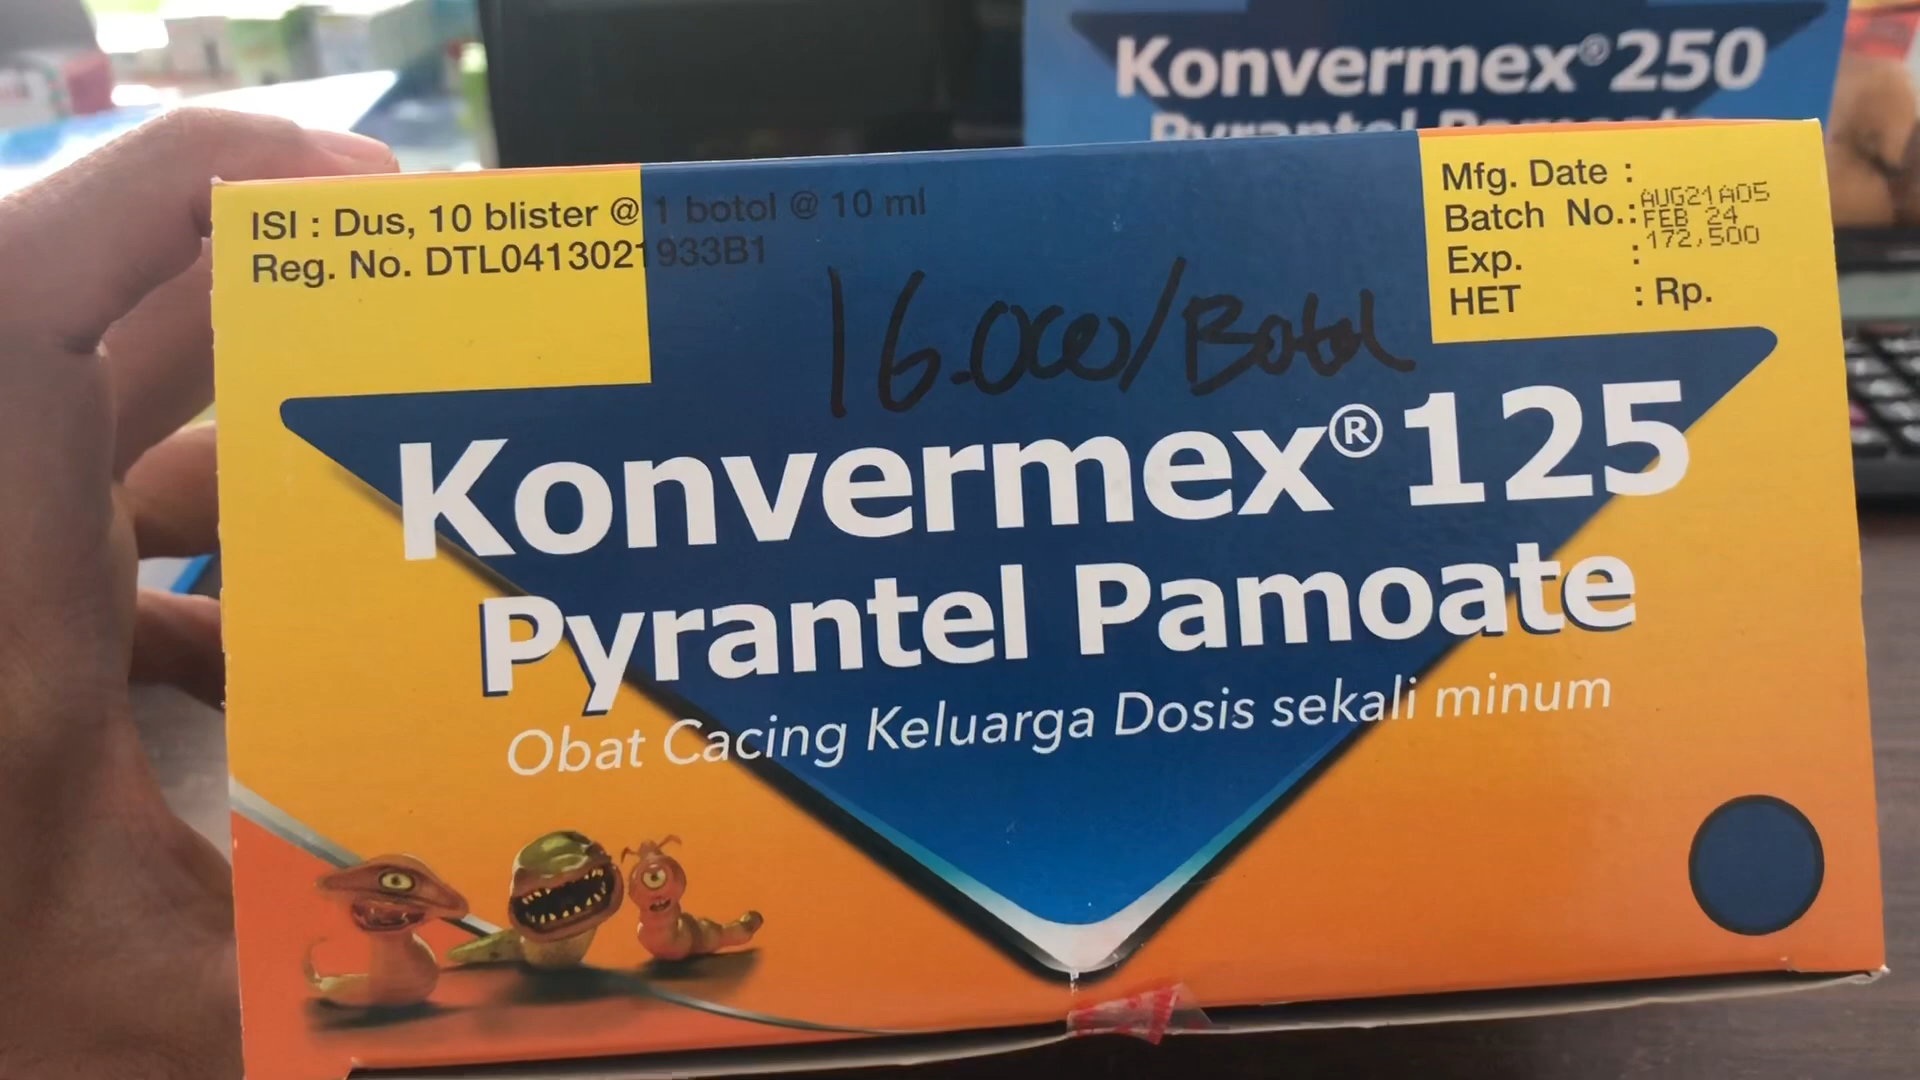 Konvermex®250
Pyrantel Pamoate
ISI : Dus, 10 blister @ 1 botol @ 10 ml
Reg. No. DTL0413021933B1
Mfg. Date :
Batch No.: AUG21A05
Exp. : FEB 24
HET : Rp. 172,500
16.000/Botol
Konvermex®125
Pyrantel Pamoate
Obat Cacing Keluarga Dosis sekali minum